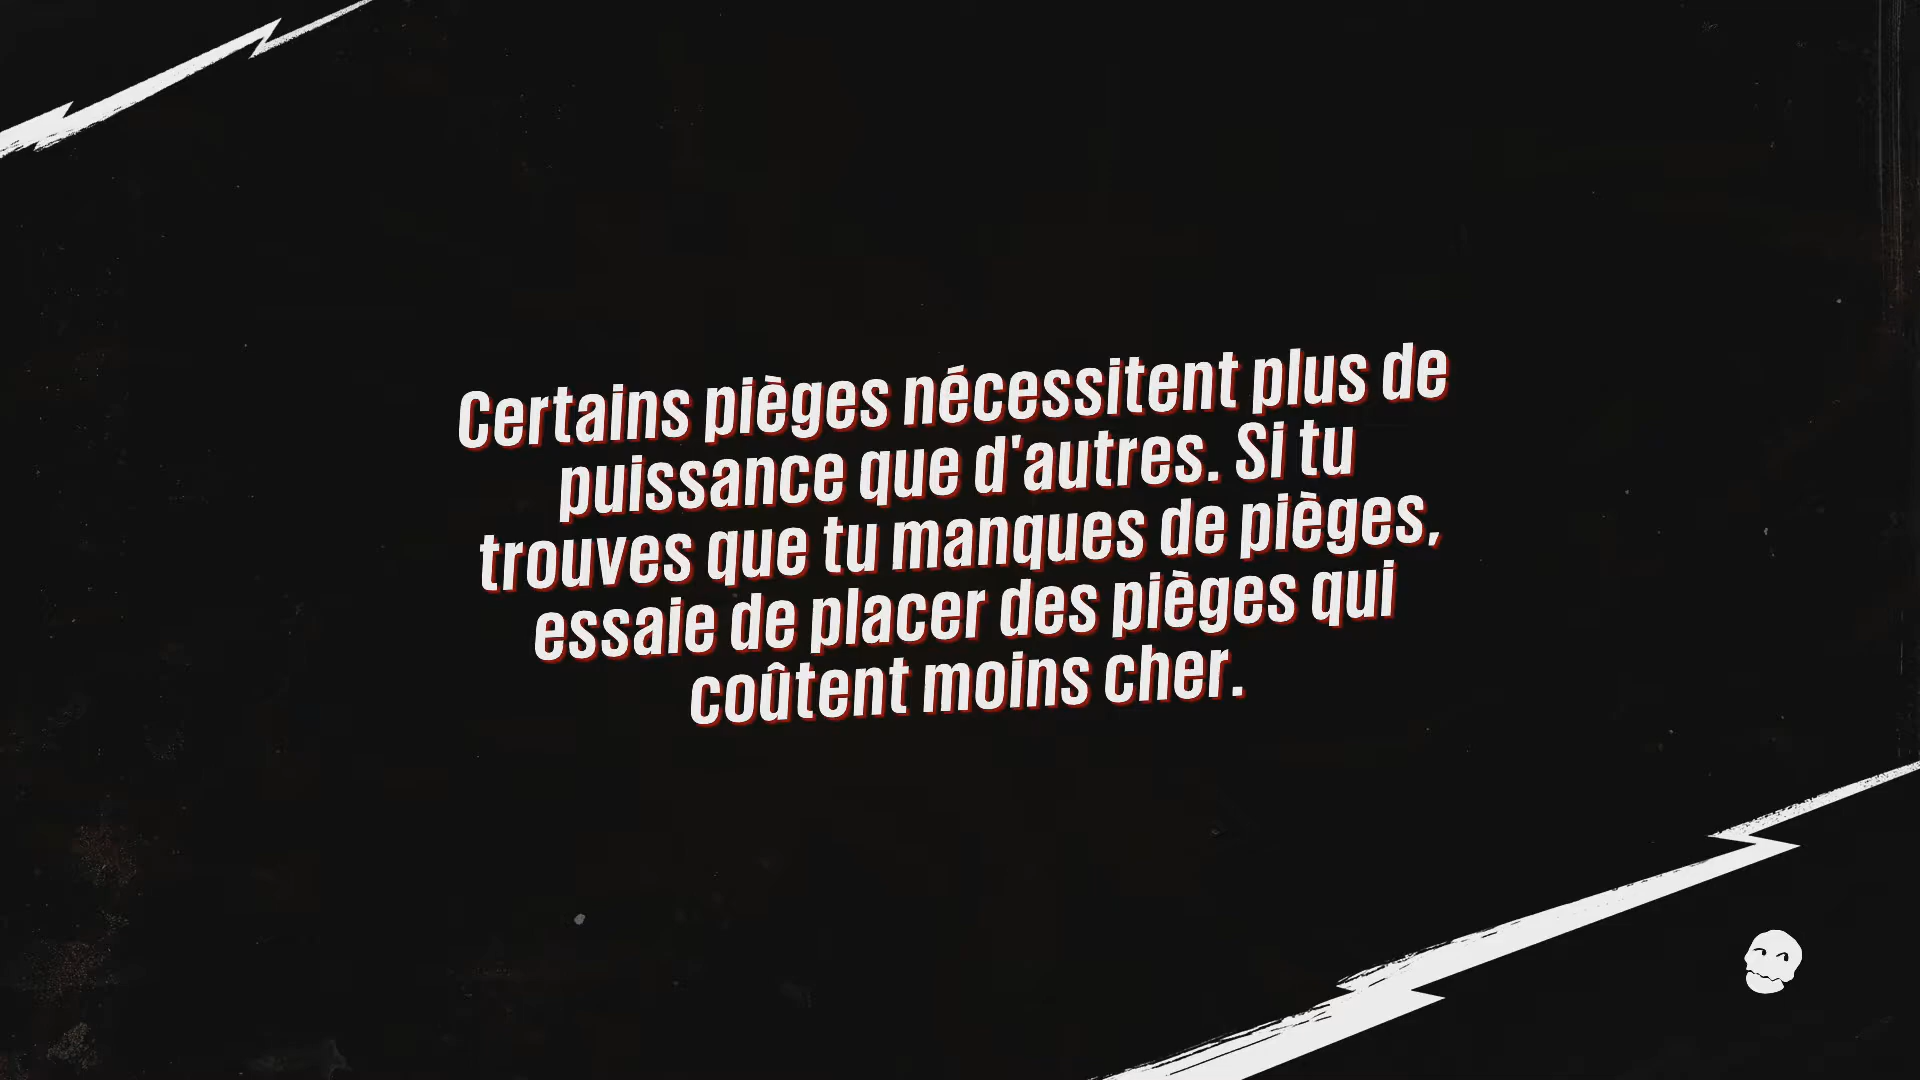 Certains pièges nécessitent plus de
puissance que d'autres. Si tu
trouves que tu manques de pièges,
essaie de placer des pièges qui
coûtent moins cher.